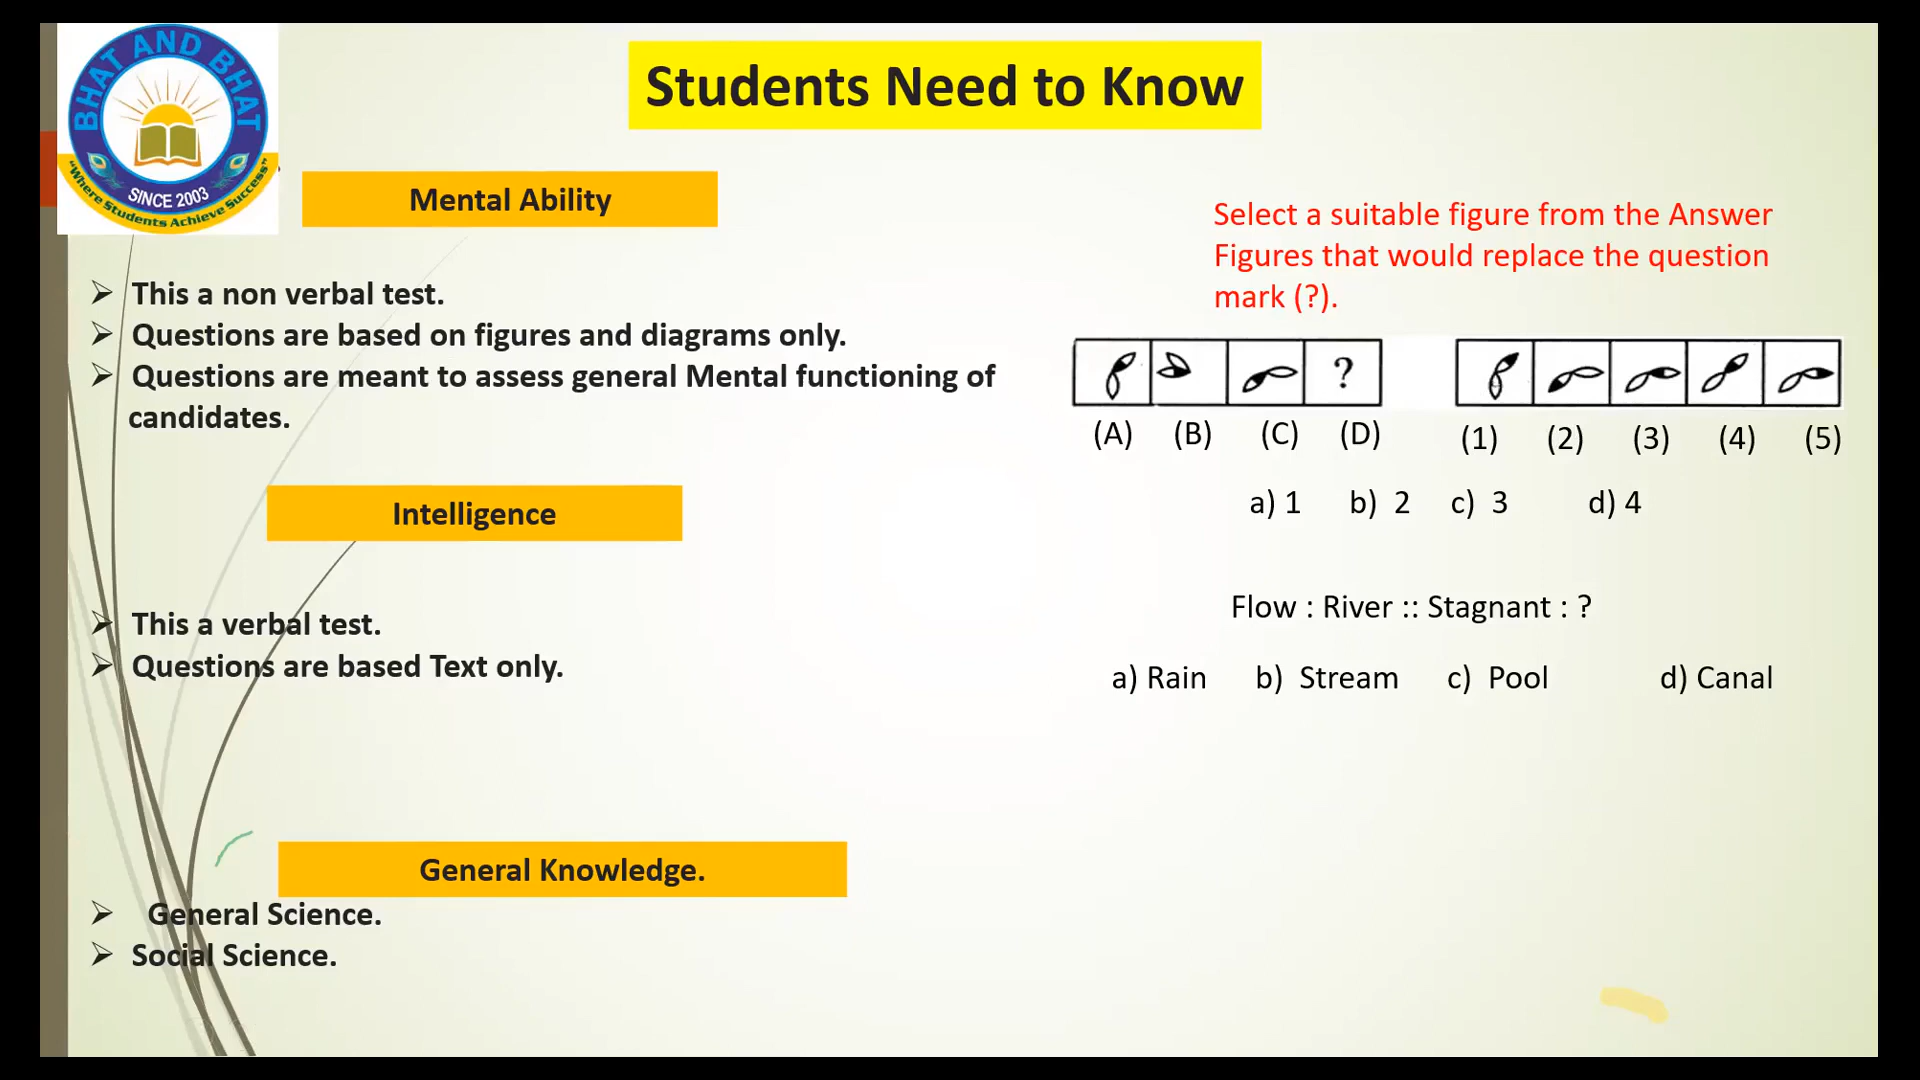 BHAT AND BHAT
SINCE 2003
"Where Students Achieve Success"
Students Need to Know
Mental Ability
This a non verbal test.
Questions are based on figures and diagrams only.
Questions are meant to assess general Mental functioning of
candidates.
Intelligence
This a verbal test.
Questions are based Text only.
General Knowledge.
General Science.
Social Science.
Select a suitable figure from the Answer
Figures that would replace the question
mark (?).
?
(A) (B) (C) (D) (1) (2) (3) (4) (5)
a) 1 b) 2 c) 3 d) 4
Flow : River :: Stagnant : ?
a) Rain b) Stream c) Pool d) Canal